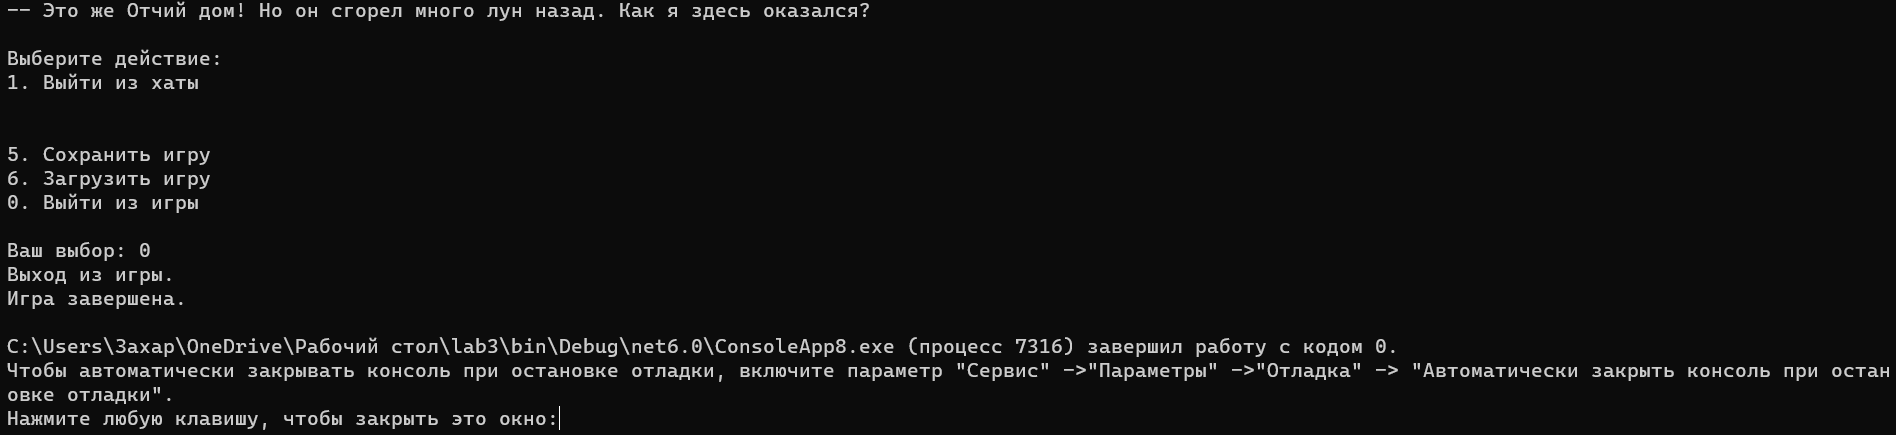 -- Это же Отчий дом! Но он сгорел много лун назад. Как я здесь оказался?
Выберите действие:
1. Выйти из хаты
5. Сохранить игру
6. Загрузить игру
0. Выйти из игры
Ваш выбор: 0
Выход из игры.
Игра завершена.
C:\Users\Захар\OneDrive\Рабочий стол\lab3\bin\Debug\net6.0\ConsoleApp8.exe (процесс 7316) завершил работу с кодом 0.
Чтобы автоматически закрывать консоль при остановке отладки, включите параметр "Сервис" ->"Параметры" ->"Отладка" -> "Автоматически закрыть консоль при остан
овке отладки".
Нажмите любую клавишу, чтобы закрыть это окно: